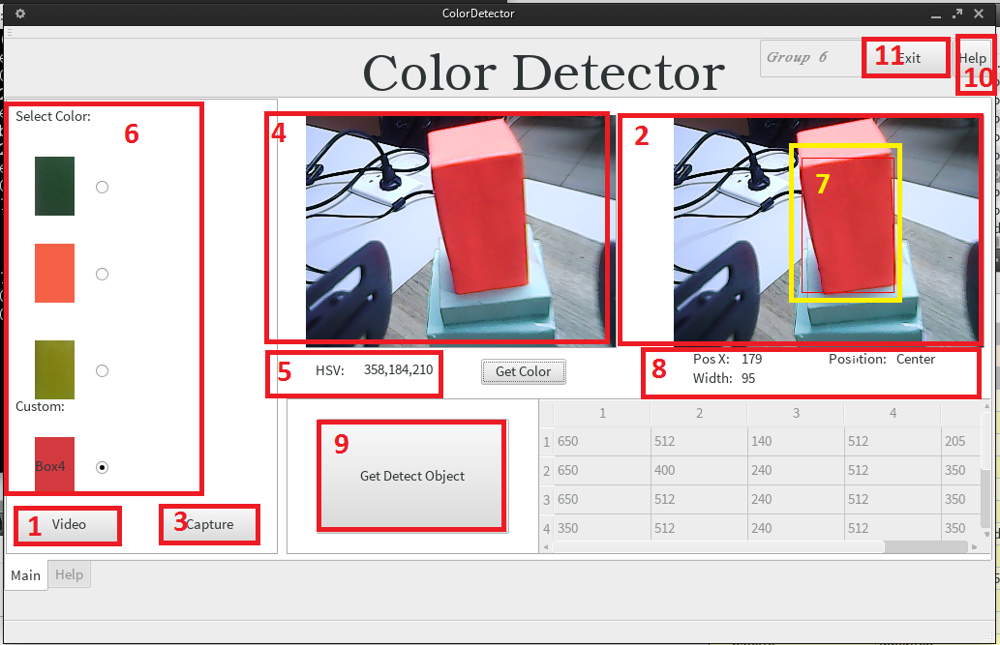 ColorDetector
Color Detector
Group 6
11
Exit
Help
10
Select Color:
6
4
2
7
Custom:
Box4
5
HSV: 358,184,210
Get Color
8
Pos X: 179 Position: Center
Width: 95
9
Get Detect Object
1 2 3 4
1 650 512 140 512 205
2 650 400 240 512 350
3 650 512 240 512 350
4 350 512 240 512 350
1 Video
3 Capture
Main Help